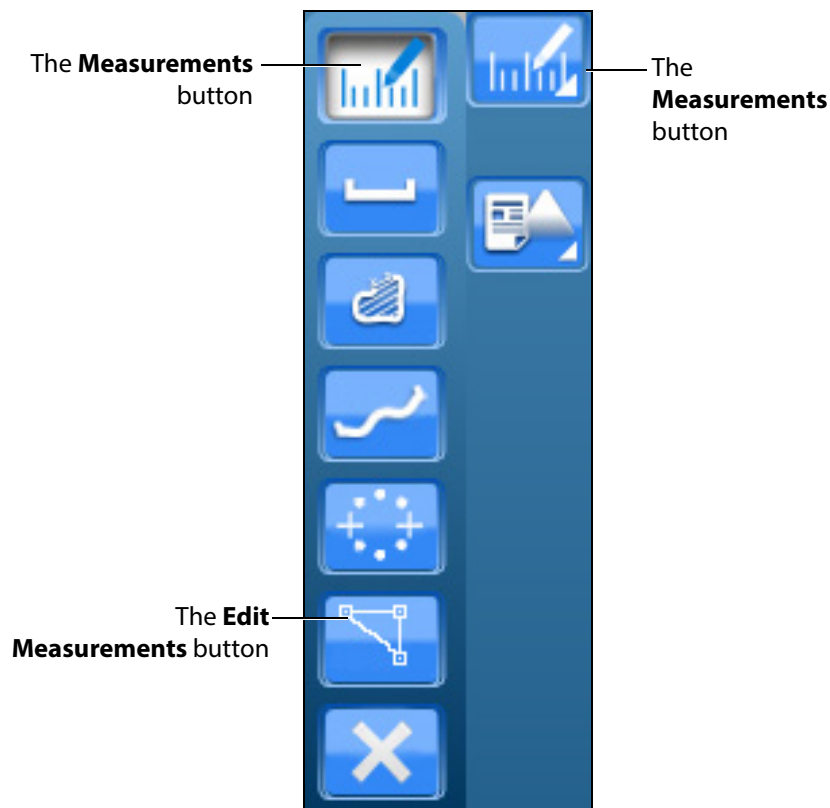 The Measurements
button
The
Measurements
button
The Edit
Measurements button